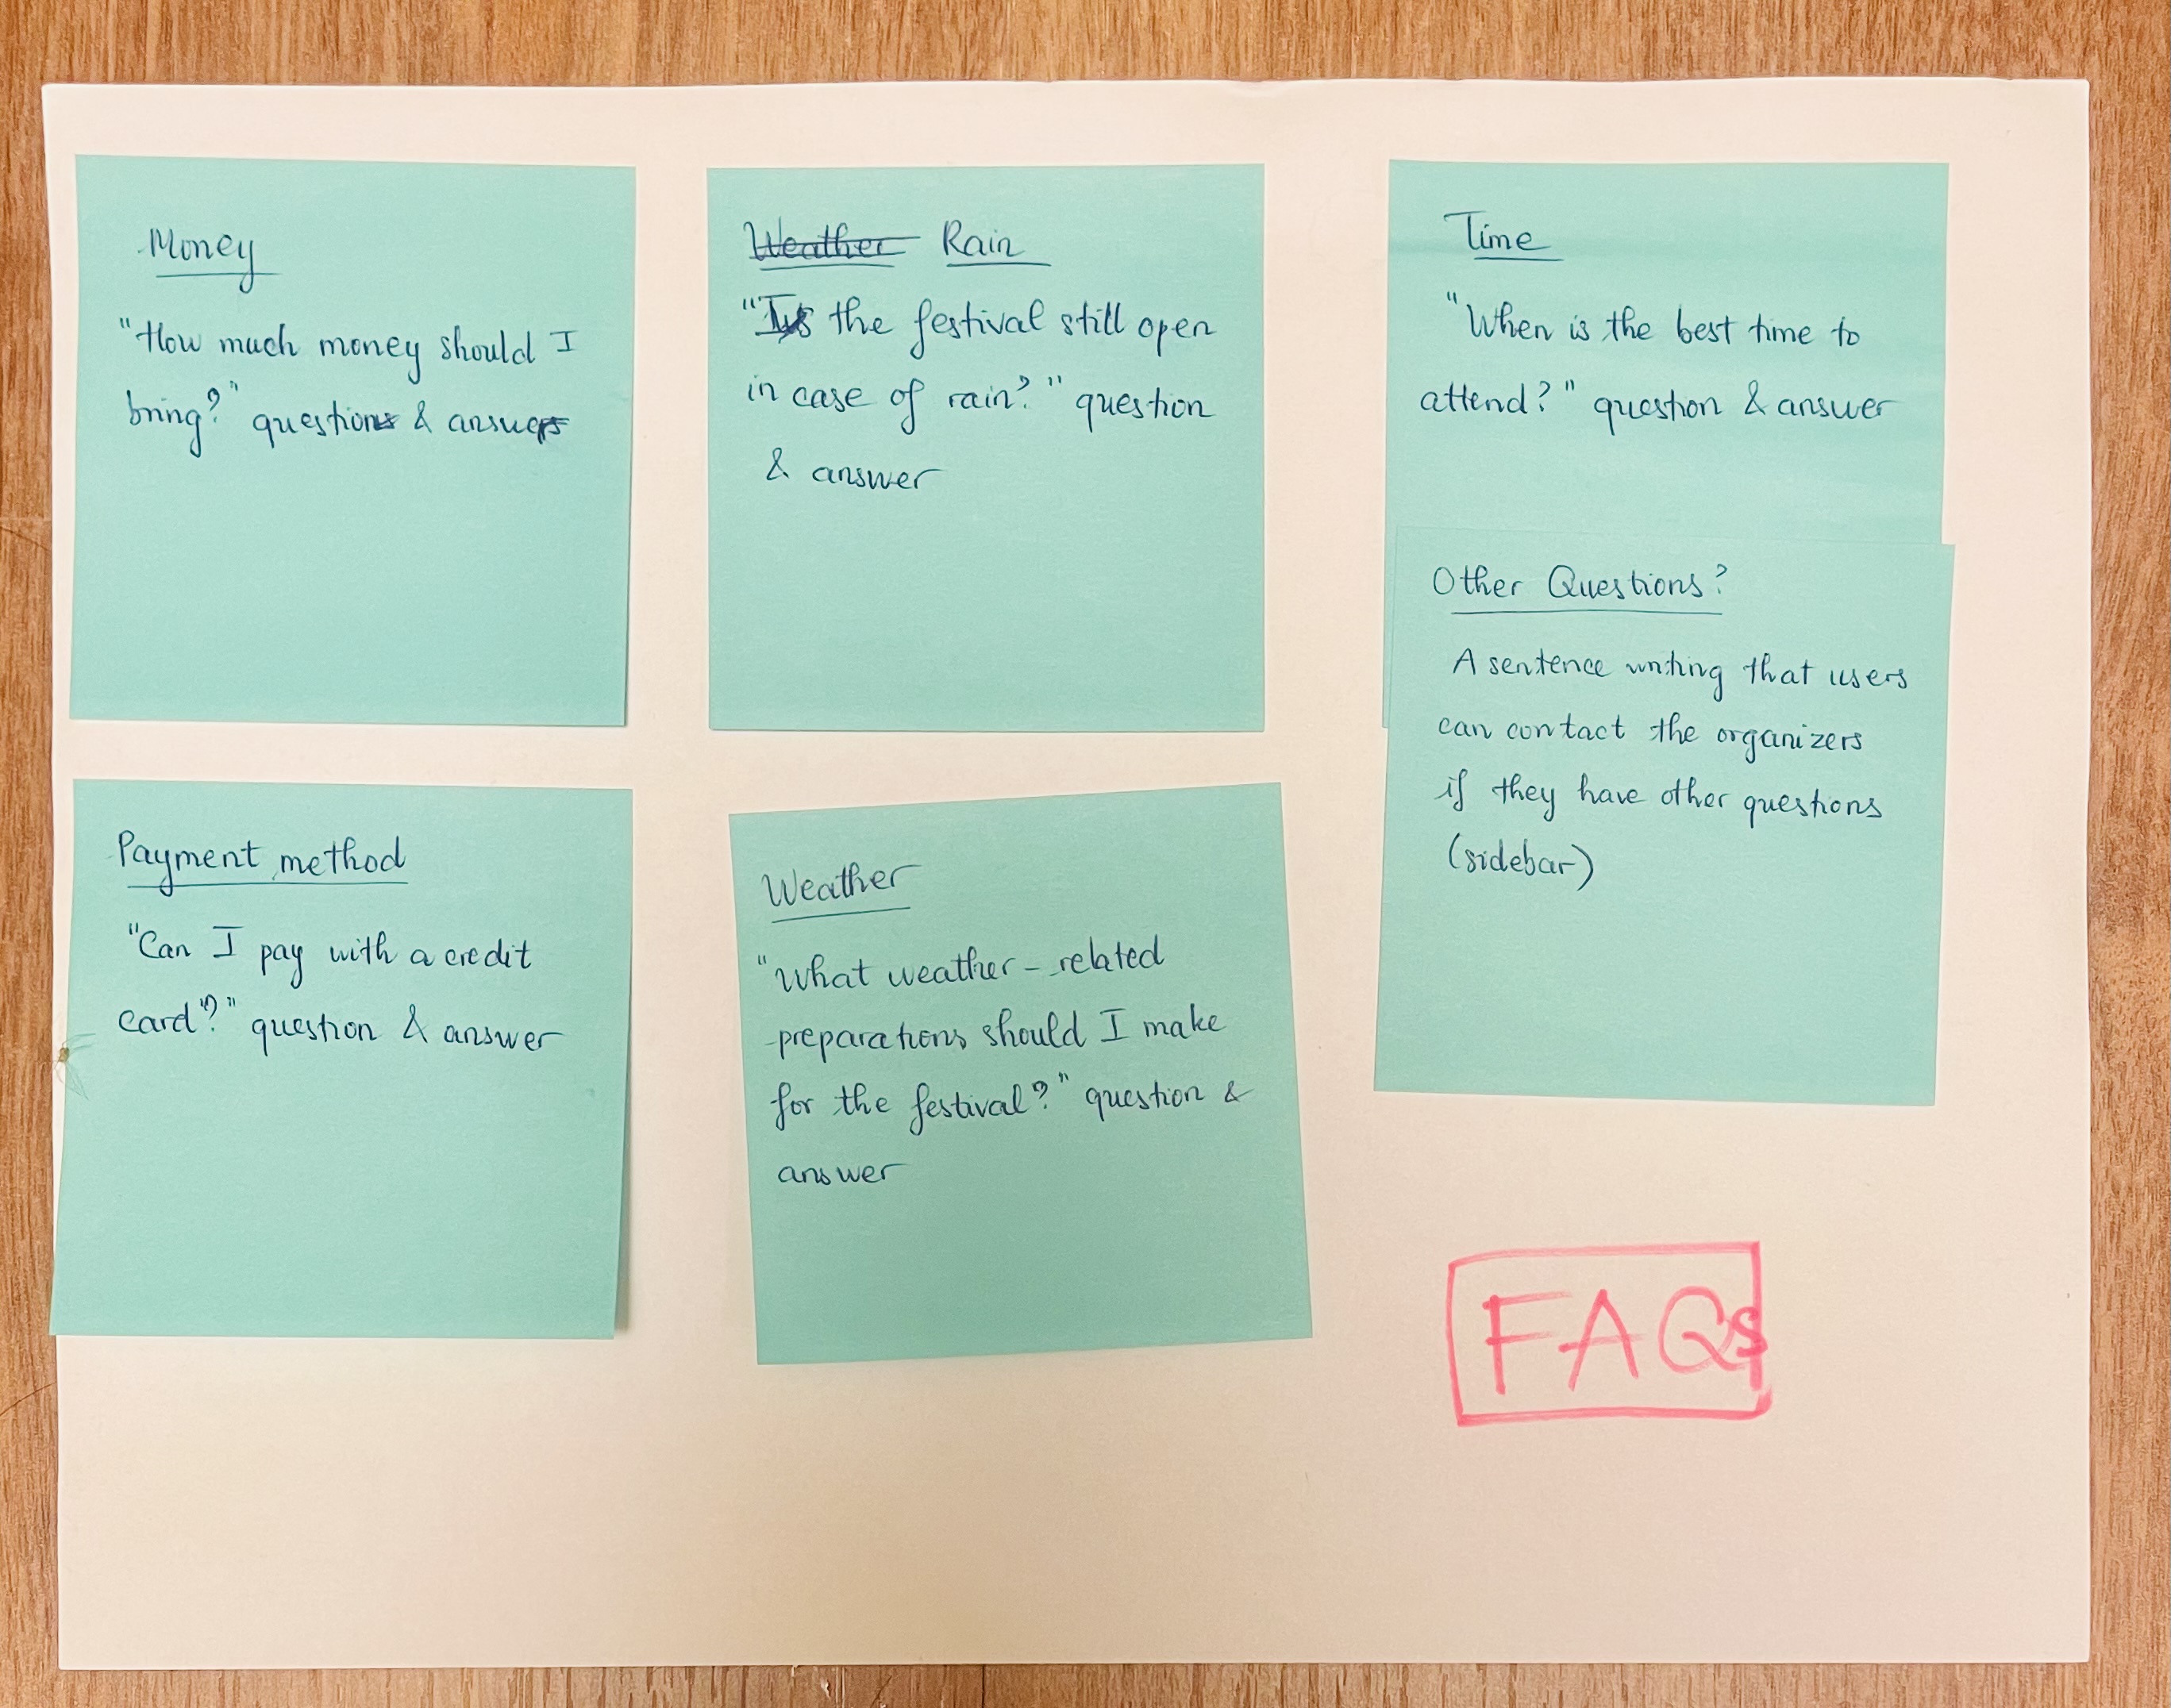 Money
"How much money should I
bring?" question & answer
Weather Rain
"Is the festival still open
in case of rain?" question
& answer
Time
"When is the best time to
attend?" question & answer
Other Questions?
A sentence writing that users
can contact the organizers
if they have other questions
(sidebar)
Payment method
"Can I pay with a credit
card?" question & answer
Weather
"What weather-related
preparations should I make
for the festival?" question &
answer
FAQs